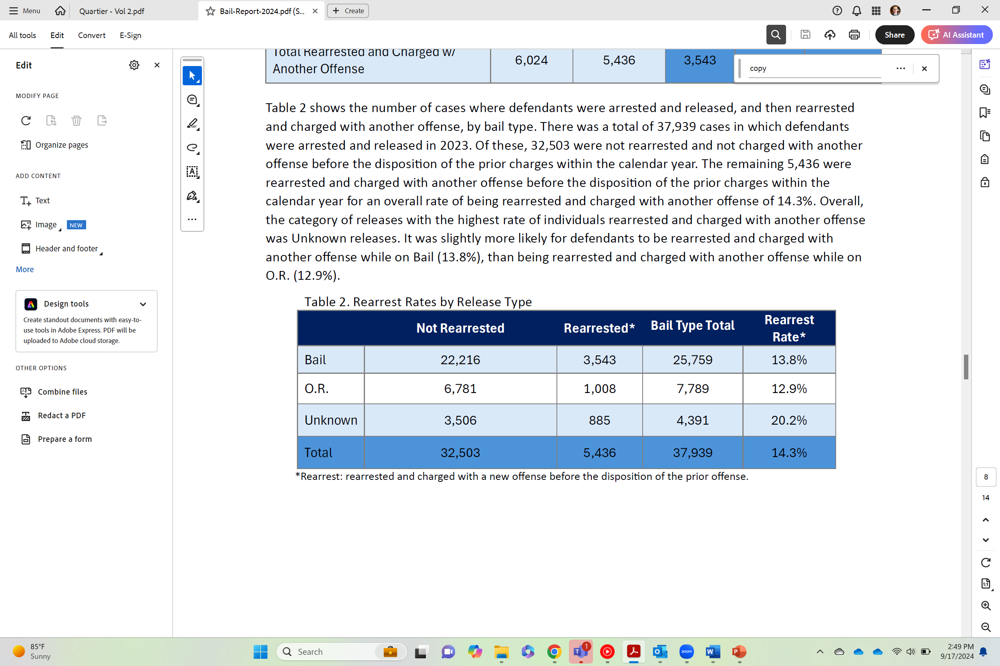 Menu
Quartier - Vol 2.pdf
Bail-Report-2024.pdf (S...
Create
All tools
Edit
Convert
E-Sign
Share
AI Assistant
Edit
MODIFY PAGE
Organize pages
ADD CONTENT
Text
Image
NEW
Header and footer
More
Design tools
Create standout documents with easy-to-
use tools in Adobe Express. PDF will be
uploaded to Adobe cloud storage.
OTHER OPTIONS
Combine files
Redact a PDF
Prepare a form
copy
Total Rearrested and Charged w/
Another Offense
6,024 5,436 3,543
Table 2 shows the number of cases where defendants were arrested and released, and then rearrested
and charged with another offense, by bail type. There was a total of 37,939 cases in which defendants
were arrested and released in 2023. Of these, 32,503 were not rearrested and not charged with another
offense before the disposition of the prior charges within the calendar year. The remaining 5,436 were
rearrested and charged with another offense before the disposition of the prior charges within the
calendar year for an overall rate of being rearrested and charged with another offense of 14.3%. Overall,
the category of releases with the highest rate of individuals rearrested and charged with another offense
was Unknown releases. It was slightly more likely for defendants to be rearrested and charged with
another offense while on Bail (13.8%), than being rearrested and charged with another offense while on
O.R. (12.9%).
Table 2. Rearrest Rates by Release Type
Not Rearrested Rearrested* Bail Type Total Rearrest
Rate*
Bail 22,216 3,543 25,759 13.8%
O.R. 6,781 1,008 7,789 12.9%
Unknown 3,506 885 4,391 20.2%
Total 32,503 5,436 37,939 14.3%
*Rearrest: rearrested and charged with a new offense before the disposition of the prior offense.
8
14
1:1
85°F
Sunny
Search
T
1
O
zoom
W
P
2:49 PM
9/17/2024